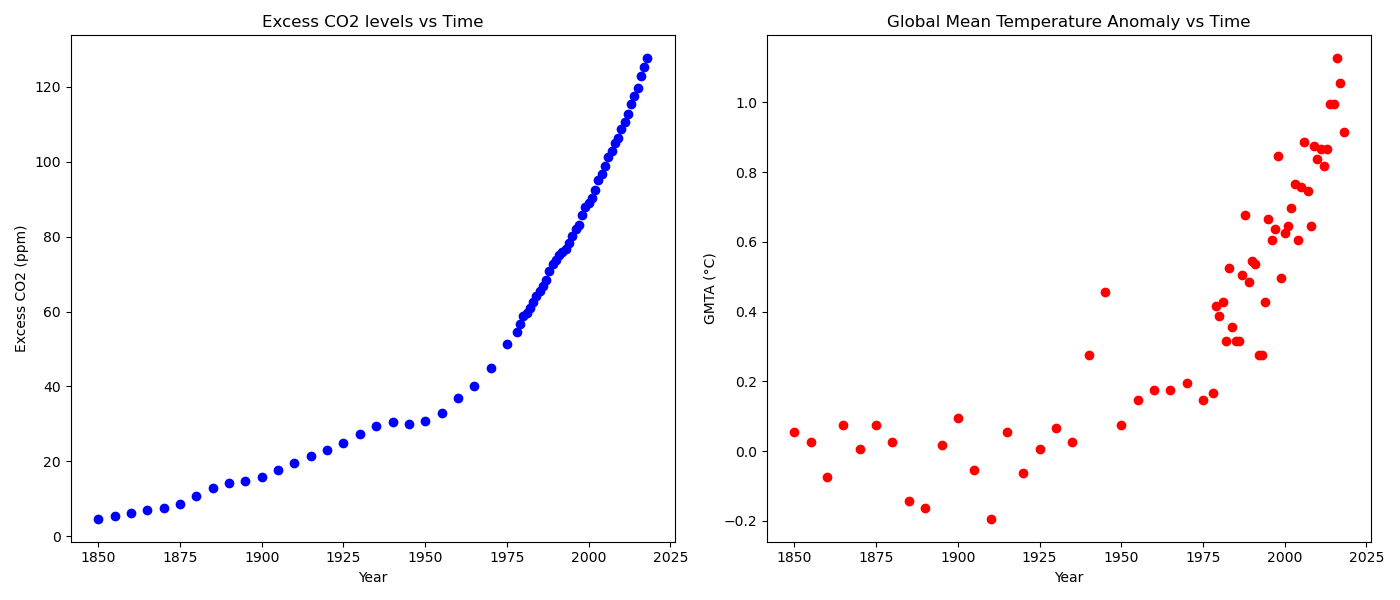 Excess CO2 levels vs Time
Excess CO2 (ppm)
120
100
80
60
40
20
0
1850 1875 1900 1925 1950 1975 2000 2025
Year
Global Mean Temperature Anomaly vs Time
GMTA (°C)
1.0
0.8
0.6
0.4
0.2
0.0
−0.2
1850 1875 1900 1925 1950 1975 2000 2025
Year